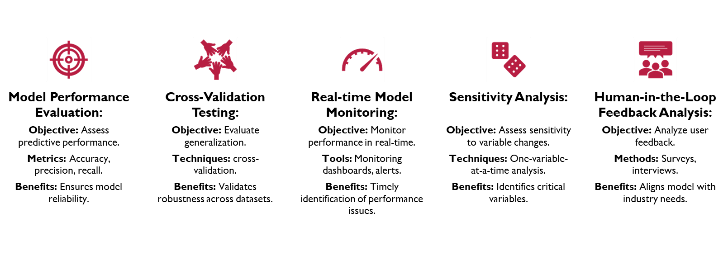 Model Performance
Evaluation:
Objective: Assess
predictive performance.
Metrics: Accuracy,
precision, recall.
Benefits: Ensures model
reliability.
Cross-Validation
Testing:
Objective: Evaluate
generalization.
Techniques: cross-
validation.
Benefits: Validates
robustness across datasets.
Real-time Model
Monitoring:
Objective: Monitor
performance in real-time.
Tools: Monitoring
dashboards, alerts.
Benefits: Timely
identification of performance
issues.
Sensitivity Analysis:
Objective: Assess sensitivity
to variable changes.
Techniques: One-variable-
at-a-time analysis.
Benefits: Identifies critical
variables.
Human-in-the-Loop
Feedback Analysis:
Objective: Analyze user
feedback.
Methods: Surveys,
interviews.
Benefits: Aligns model with
industry needs.